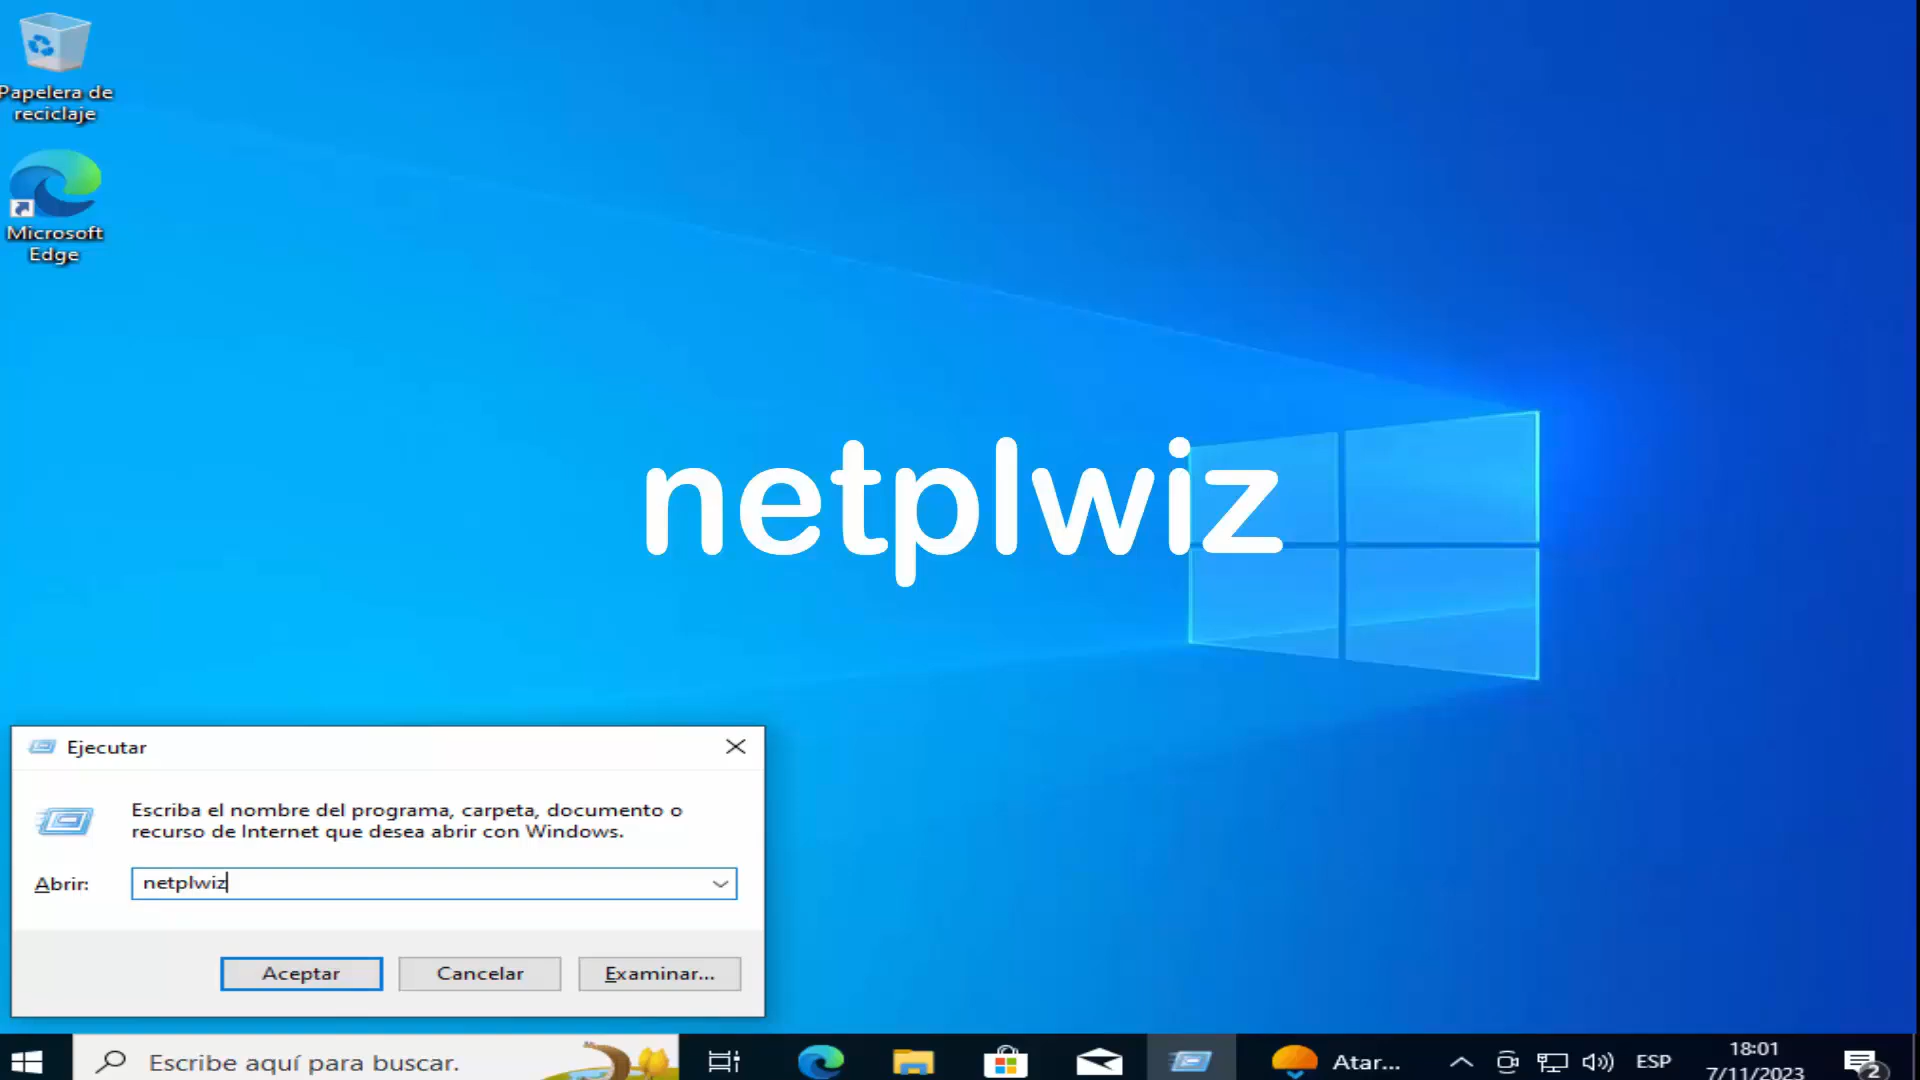 Papelera de
reciclaje
Microsoft
Edge
netplwiz
Ejecutar
Escriba el nombre del programa, carpeta, documento o
recurso de Internet que desea abrir con Windows.
Abrir:
netplwiz
Aceptar
Cancelar
Examinar...
Escribe aquí para buscar.
Atar...
ESP
18:01
7/11/2023
2